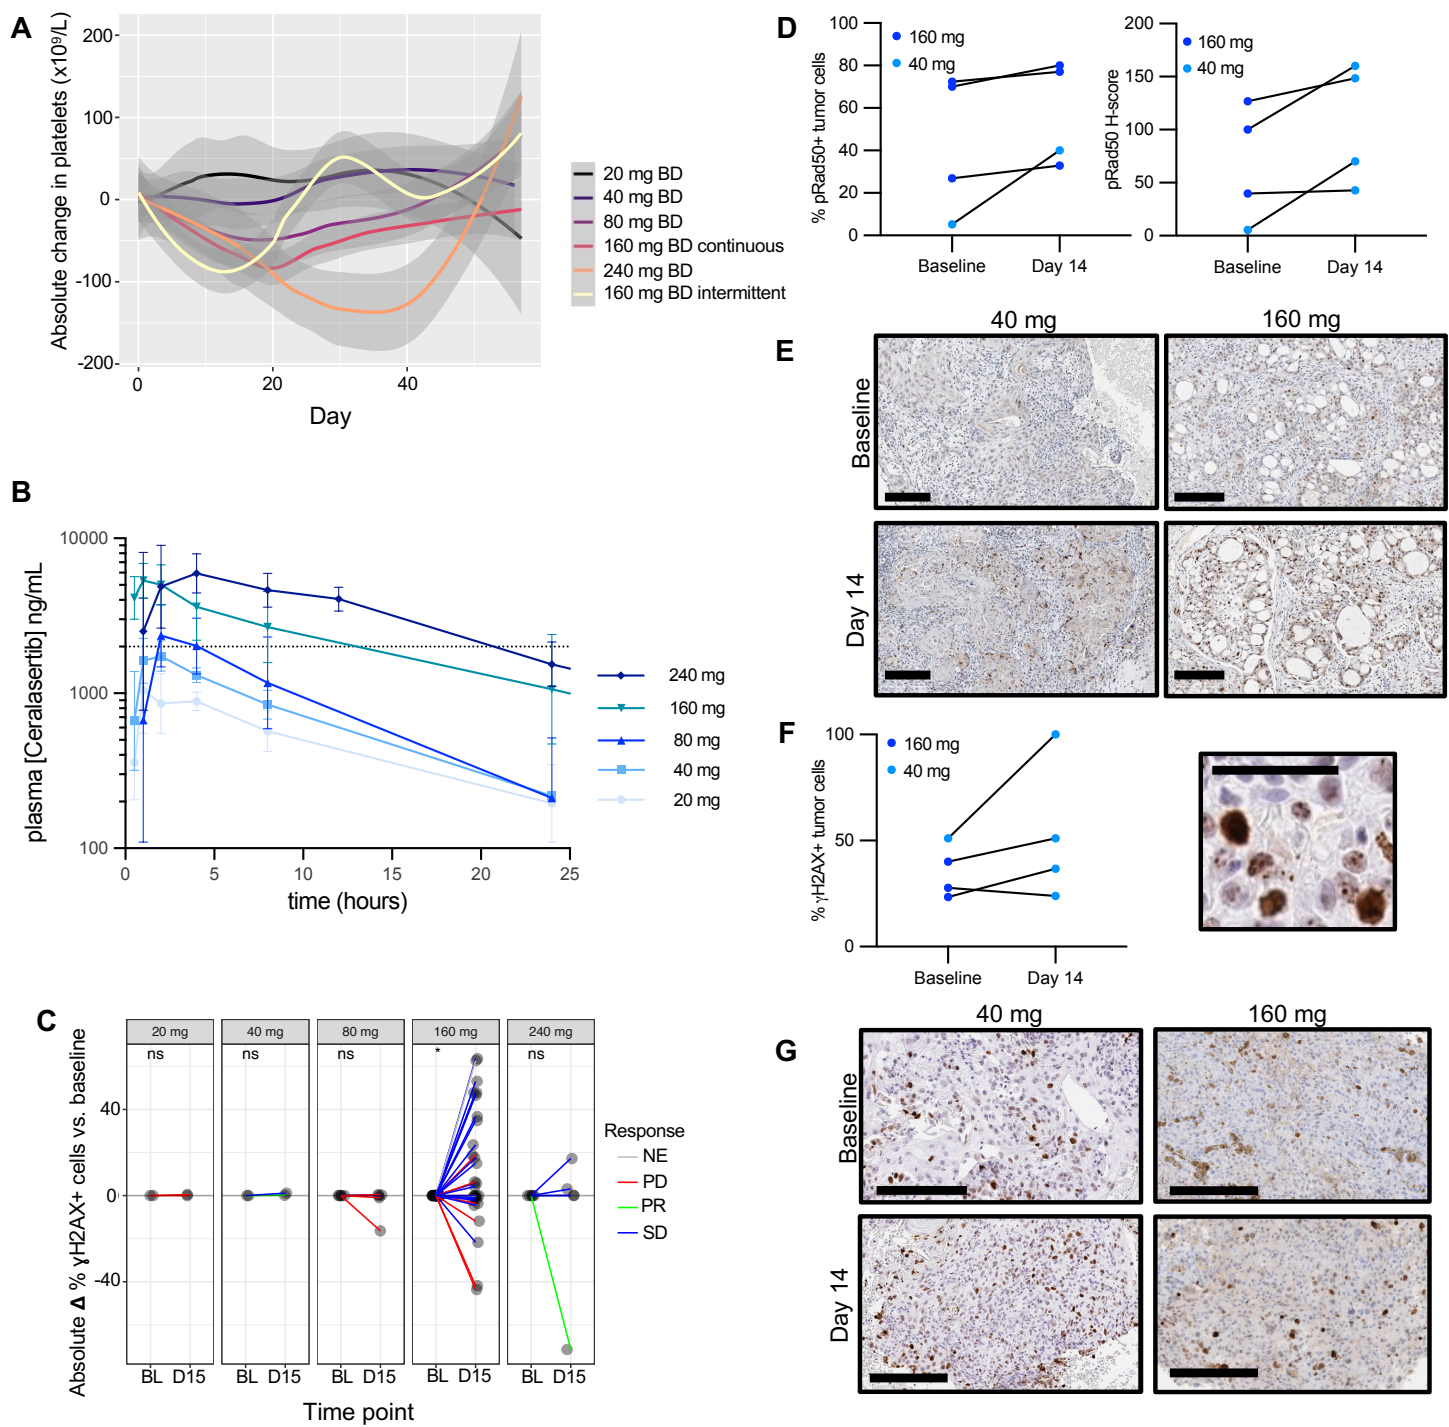 A
Absolute change in platelets (x10⁹/L)
200
100
0
-100
-200
0
20
40
Day
20 mg BD
40 mg BD
80 mg BD
160 mg BD continuous
240 mg BD
160 mg BD intermittent
B
plasma [Ceralasertib] ng/mL
10000
1000
100
0
5
10
15
20
25
time (hours)
240 mg
160 mg
80 mg
40 mg
20 mg
C
Absolute Δ % γH2AX+ cells vs. baseline
20 mg
40 mg
80 mg
160 mg
240 mg
ns
ns
ns
*
ns
40
0
-40
BL D15
BL D15
BL D15
BL D15
BL D15
Time point
Response
NE
PD
PR
SD
D
% pRad50+ tumor cells
100
80
60
40
20
0
160 mg
40 mg
Baseline
Day 14
pRad50 H-score
200
150
100
50
0
160 mg
40 mg
Baseline
Day 14
E
40 mg
160 mg
Baseline
Day 14
F
% γH2AX+ tumor cells
100
50
0
160 mg
40 mg
Baseline
Day 14
G
40 mg
160 mg
Baseline
Day 14